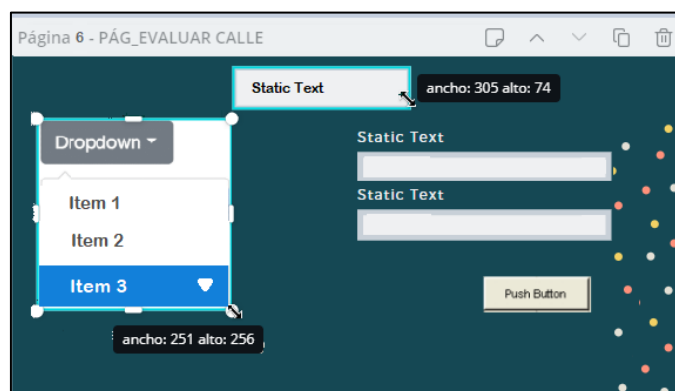 Página 6 - PÁG_EVALUAR CALLE
Static Text
ancho: 305 alto: 74
Dropdown
Static Text
Item 1
Static Text
Item 2
Item 3
Push Button
ancho: 251 alto: 256